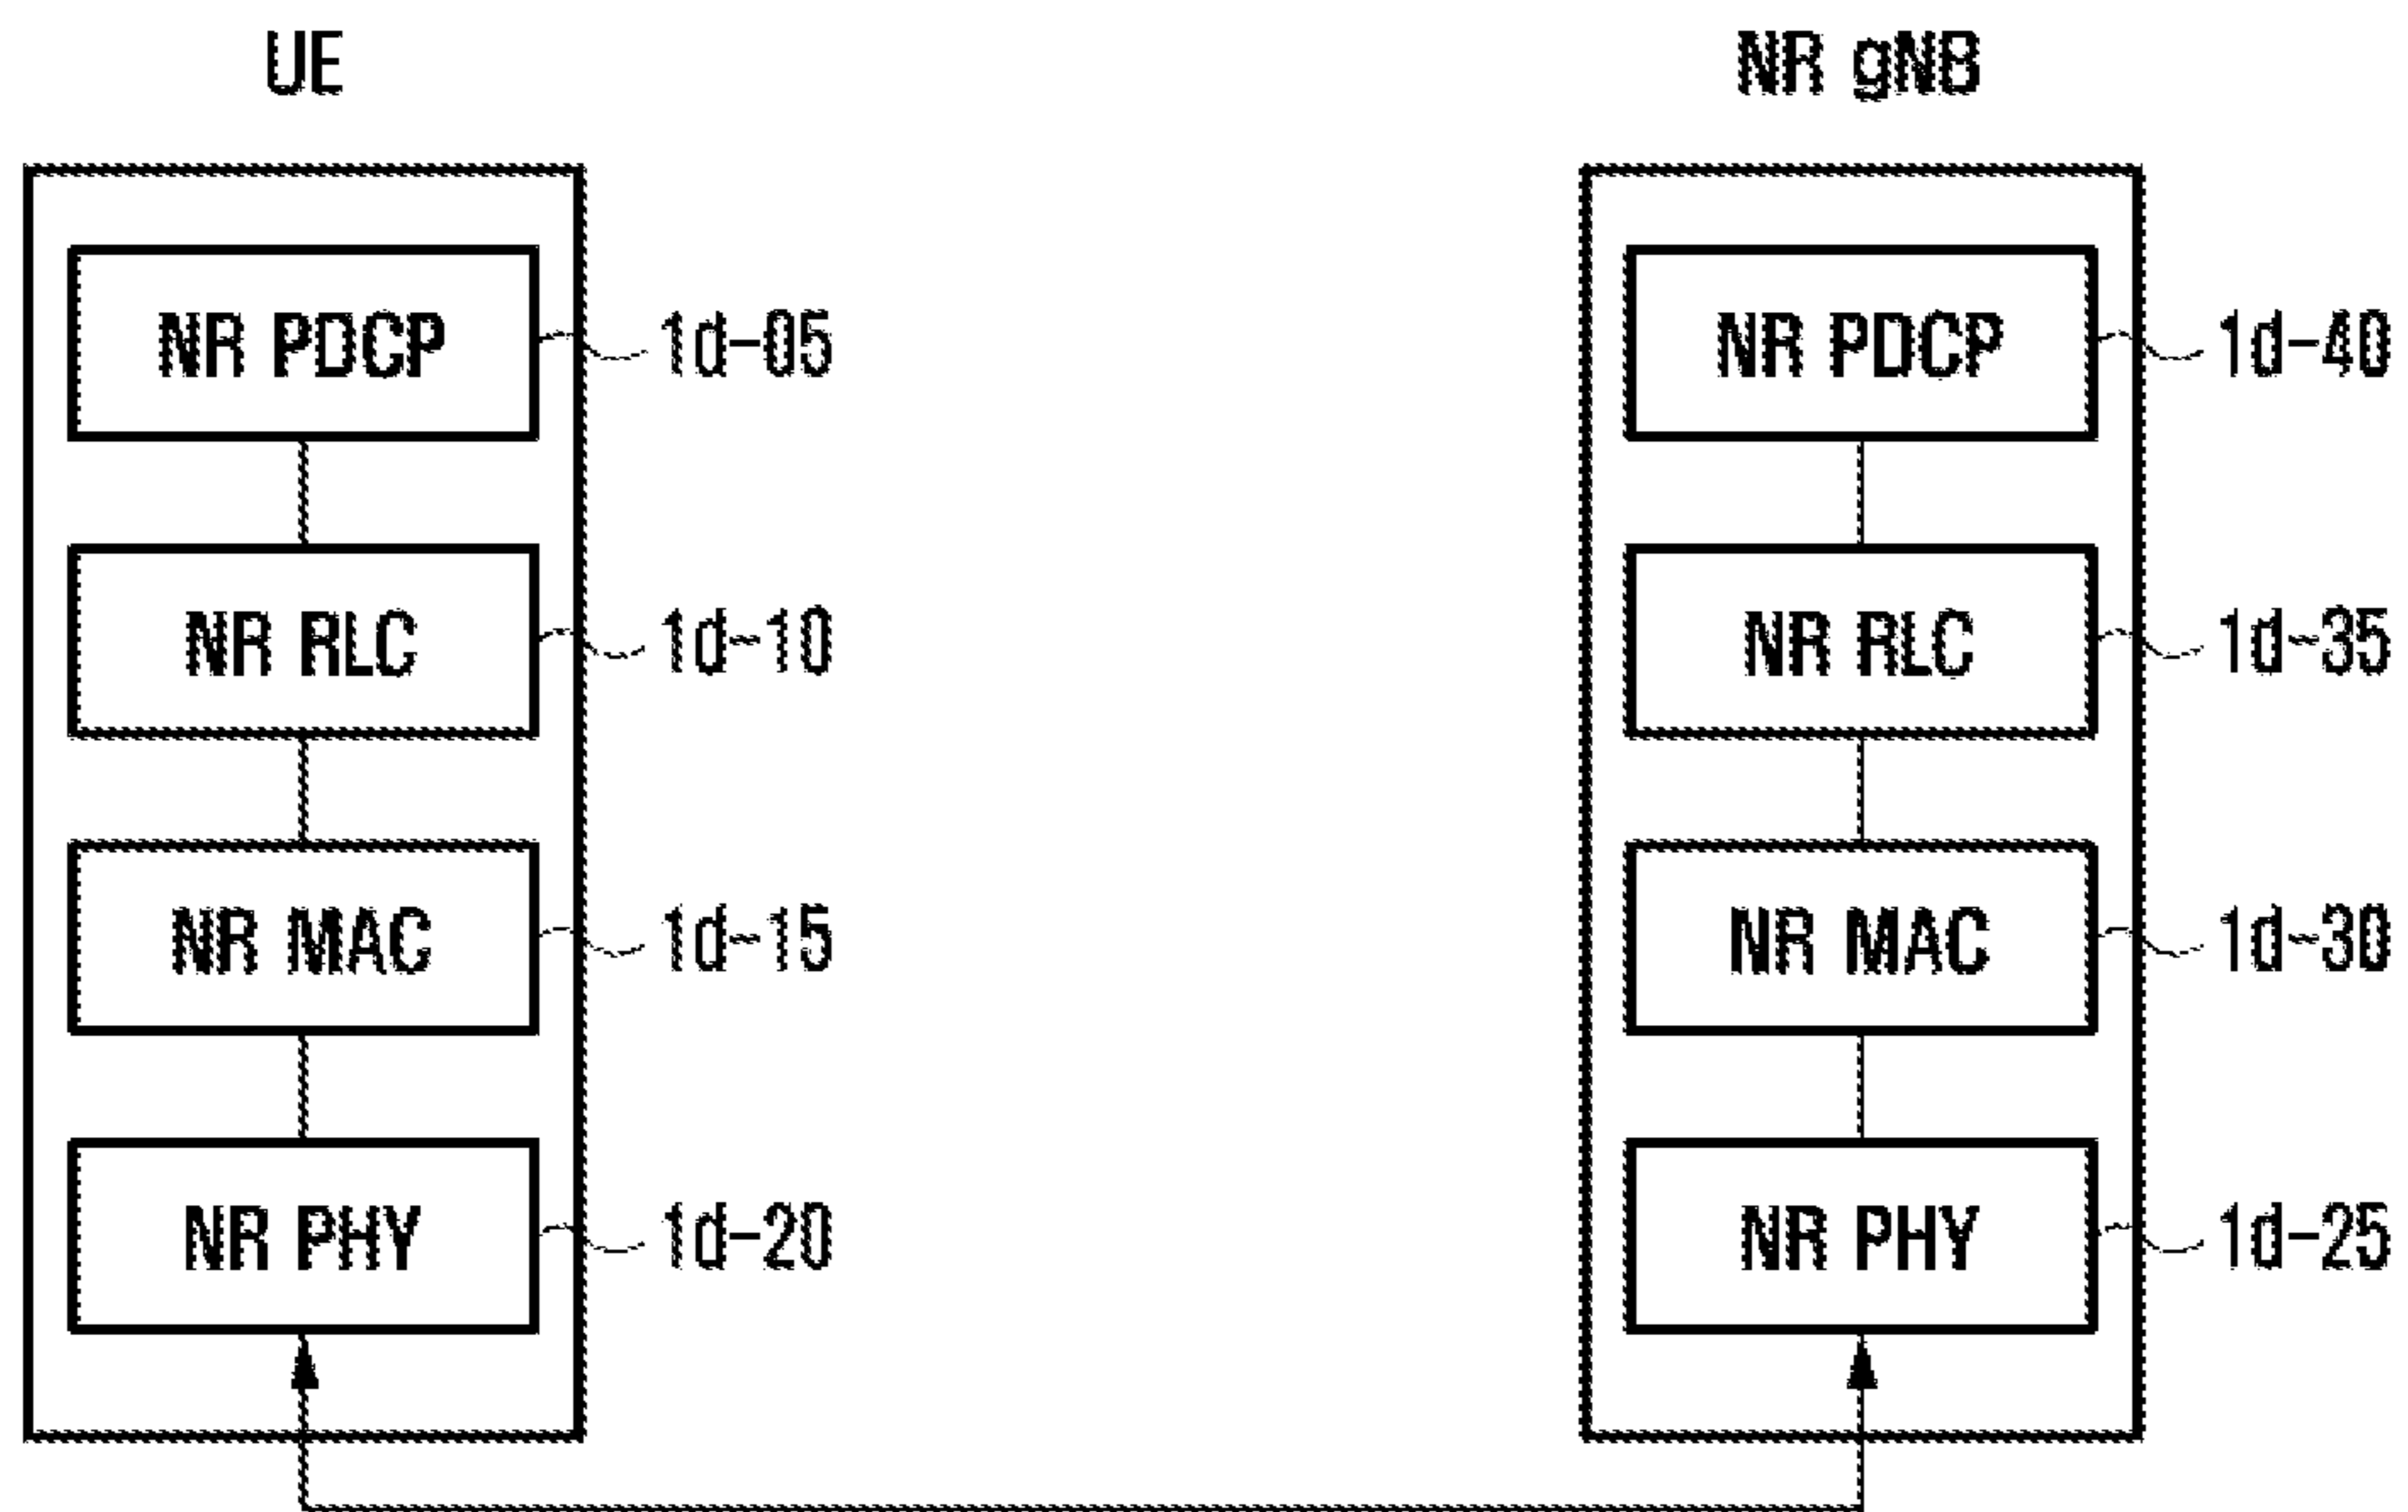 UE NR gNB
NR PDCP 1d-05 NR PDCP 1d-40
NR RLC 1d-10 NR RLC 1d-35
NR MAC 1d-15 NR MAC 1d-30
NR PHY 1d-20 NR PHY 1d-25